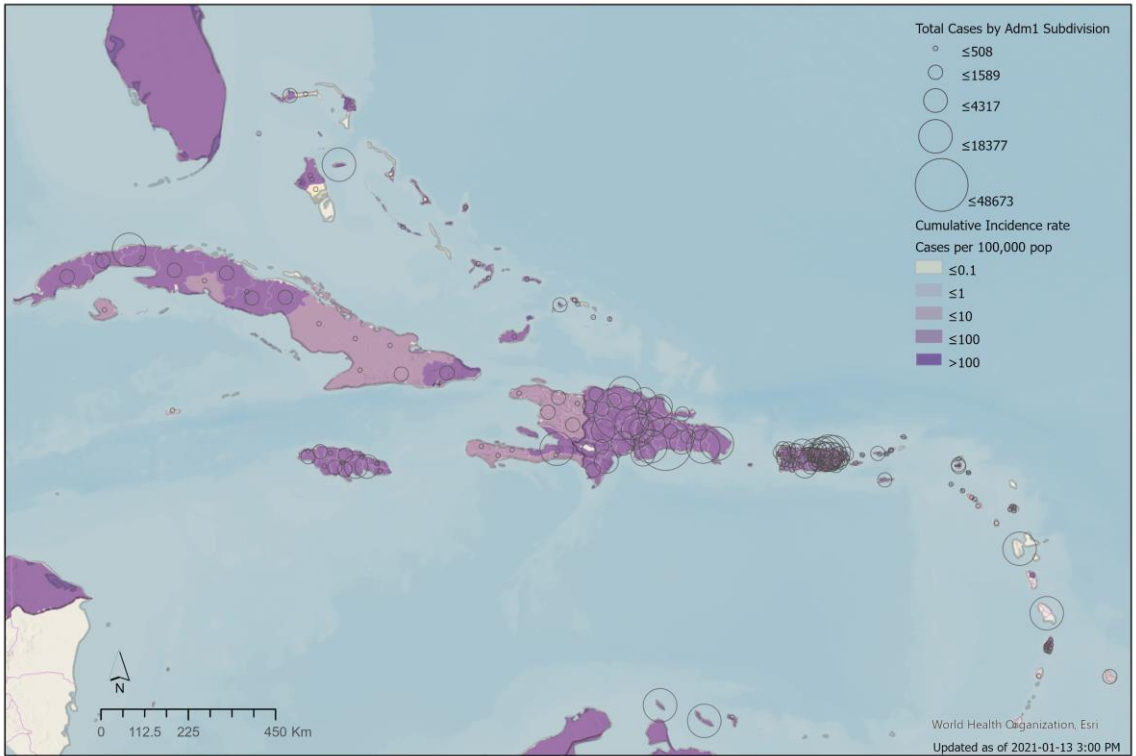 Total Cases by Adm1 Subdivision
≤508
≤1589
≤4317
≤18377
≤48673
Cumulative Incidence rate
Cases per 100,000 pop
≤0.1
≤1
≤10
≤100
>100
N
0 112.5 225 450 Km
World Health Organization, Esri
Updated as of 2021-01-13 3:00 PM